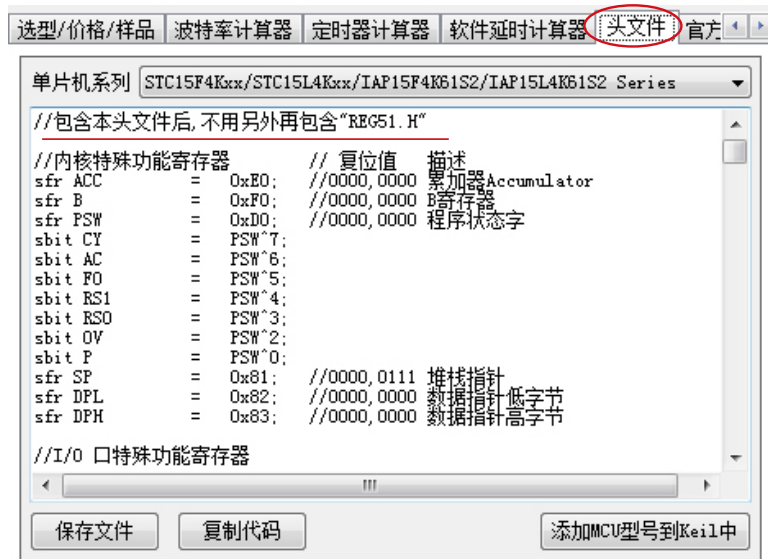 选型/价格/样品 波特率计算器 定时器计算器 软件延时计算器 头文件 官方
单片机系列 STC15F4Kxx/STC15L4Kxx/IAP15F4K61S2/IAP15L4K61S2 Series
//包含本头文件后,不用另外再包含"REG51.H"
//内核特殊功能寄存器 // 复位值 描述
sfr ACC = 0xE0; //0000,0000 累加器Accumulator
sfr B = 0xF0; //0000,0000 B寄存器
sfr PSW = 0xD0; //0000,0000 程序状态字
sbit CY = PSW^7;
sbit AC = PSW^6;
sbit F0 = PSW^5;
sbit RS1 = PSW^4;
sbit RS0 = PSW^3;
sbit OV = PSW^2;
sbit P = PSW^0;
sfr SP = 0x81; //0000,0111 堆栈指针
sfr DPL = 0x82; //0000,0000 数据指针低字节
sfr DPH = 0x83; //0000,0000 数据指针高字节
//I/O 口特殊功能寄存器
保存文件 复制代码 添加MCU型号到Keil中